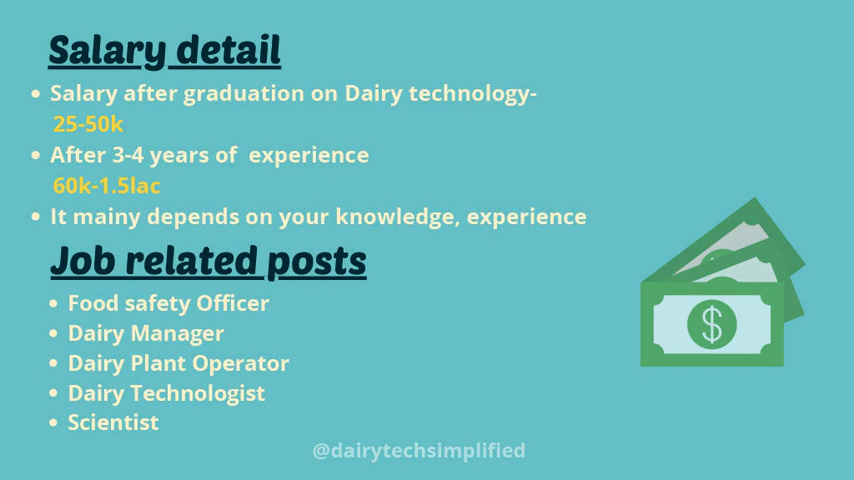 Salary detail
• Salary after graduation on Dairy technology-
25-50k
• After 3-4 years of experience
60k-1.5lac
• It mainy depends on your knowledge, experience
Job related posts
• Food safety Officer
• Dairy Manager
• Dairy Plant Operator
• Dairy Technologist
• Scientist
$
@dairytechsimplified